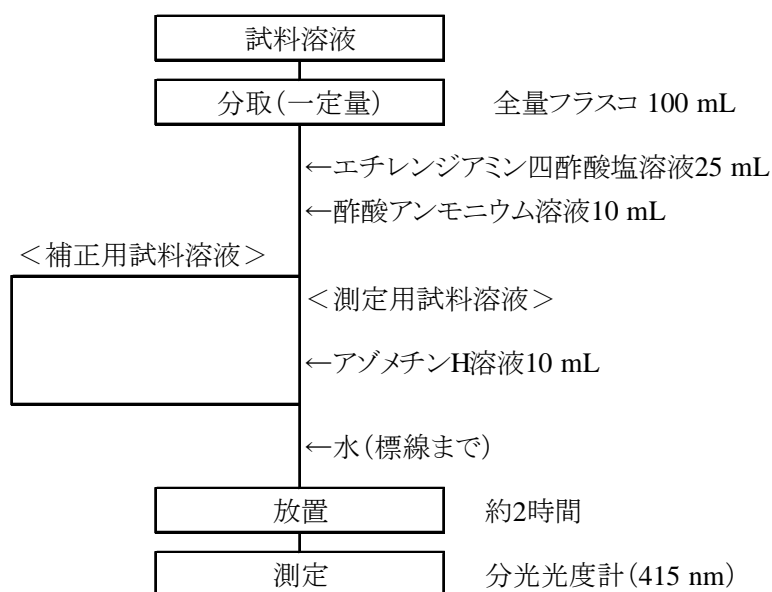 試料溶液
分取(一定量) 全量フラスコ 100 mL
←エチレンジアミン四酢酸塩溶液25 mL
←酢酸アンモニウム溶液10 mL
<補正用試料溶液>
<測定用試料溶液>
←アゾメチンH溶液10 mL
←水(標線まで)
放置 約2時間
測定 分光光度計(415 nm)